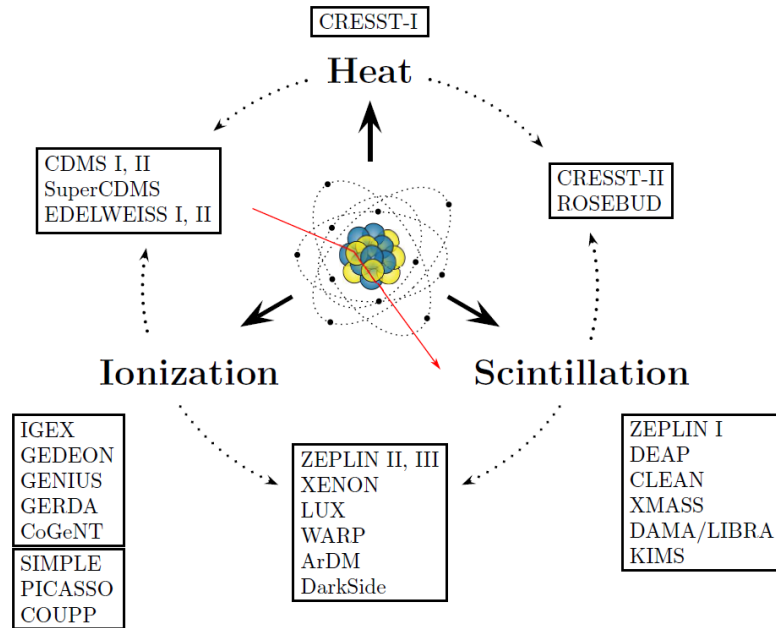 CRESST-I
Heat
CDMS I, II
SuperCDMS
EDELWEISS I, II
CRESST-II
ROSEBUD
Ionization
Scintillation
IGEX
GEDEON
GENIUS
GERDA
CoGeNT
SIMPLE
PICASSO
COUPP
ZEPLIN II, III
XENON
LUX
WARP
ArDM
DarkSide
ZEPLIN I
DEAP
CLEAN
XMASS
DAMA/LIBRA
KIMS